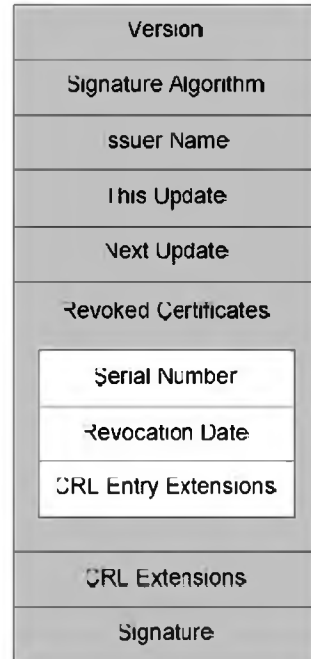 Version
Signature Algorithm
Issuer Name
This Update
Next Update
Revoked Certificates
Serial Number
Revocation Date
CRL Entry Extensions
CRL Extensions
Signature